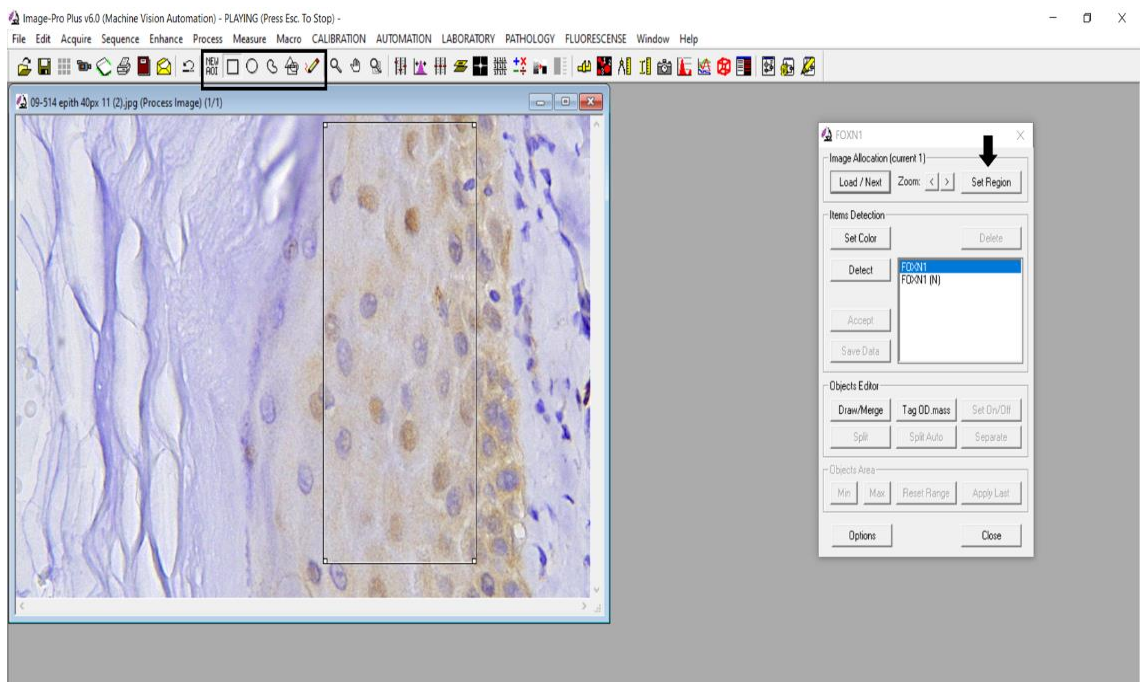 Image-Pro Plus v6.0 (Machine Vision Automation) - PLAYING (Press Esc. To Stop) -
File Edit Acquire Sequence Enhance Process Measure Macro CALIBRATION AUTOMATION LABORATORY PATHOLOGY FLUORESCENSE Window Help
NEW AOI
09-514 epith 40px 11 (2).jpg (Process Image) (1/1)
FOXN1
Image Allocation (current 1)
Load / Next Zoom: < > Set Region
Items Detection
Set Color Delete
Detect FOXN1
FOXN1 (N)
Accept
Save Data
Objects Editor
Draw/Merge Tag OD.mass Set On/Off
Split Split Auto Separate
Objects Area
Min Max Reset Range Apply Last
Options Close